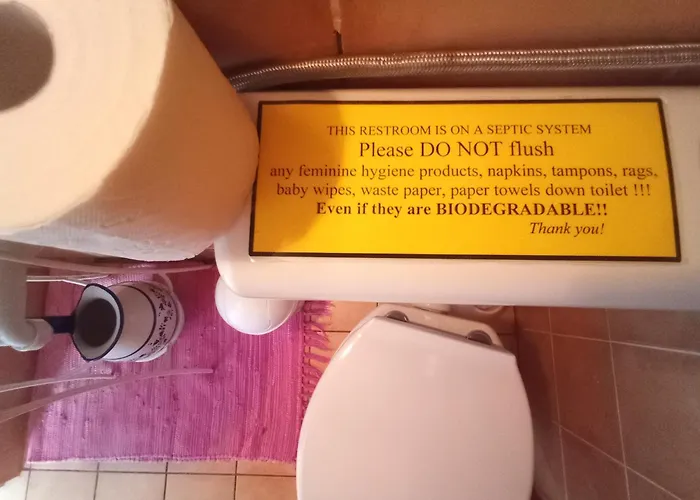 THIS RESTROOM IS ON A SEPTIC SYSTEM
Please DO NOT flush
any feminine hygiene products, napkins, tampons, rags,
baby wipes, waste paper, paper towels down toilet !!!
Even if they are BIODEGRADABLE!!
Thank you!